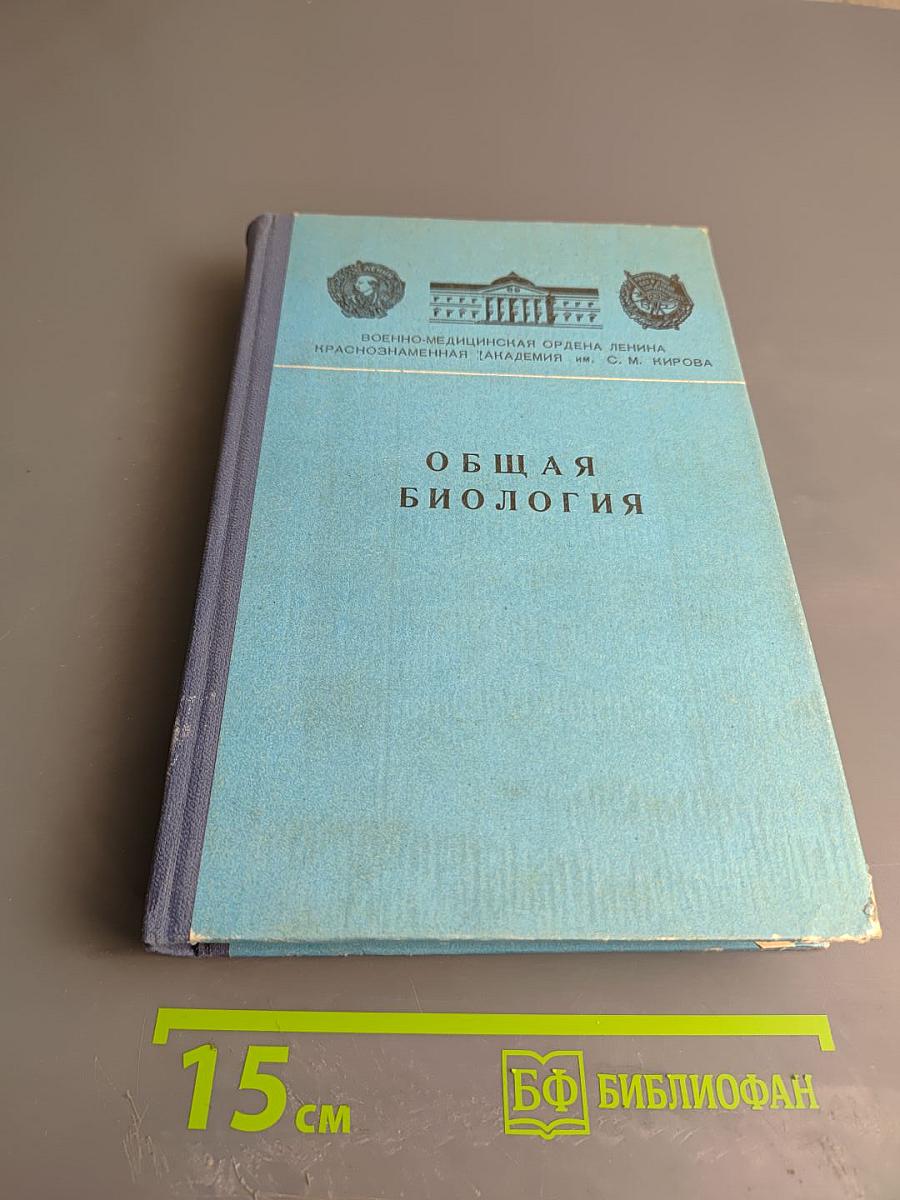 ВОЕННО-МЕДИЦИНСКАЯ ОРДЕНА ЛЕНИНА
КРАСНОЗНАМЕННАЯ АКАДЕМИЯ им. С. М. КИРОВА
ОБЩАЯ
БИОЛОГИЯ
15 см
БФ БИБЛИОФАН